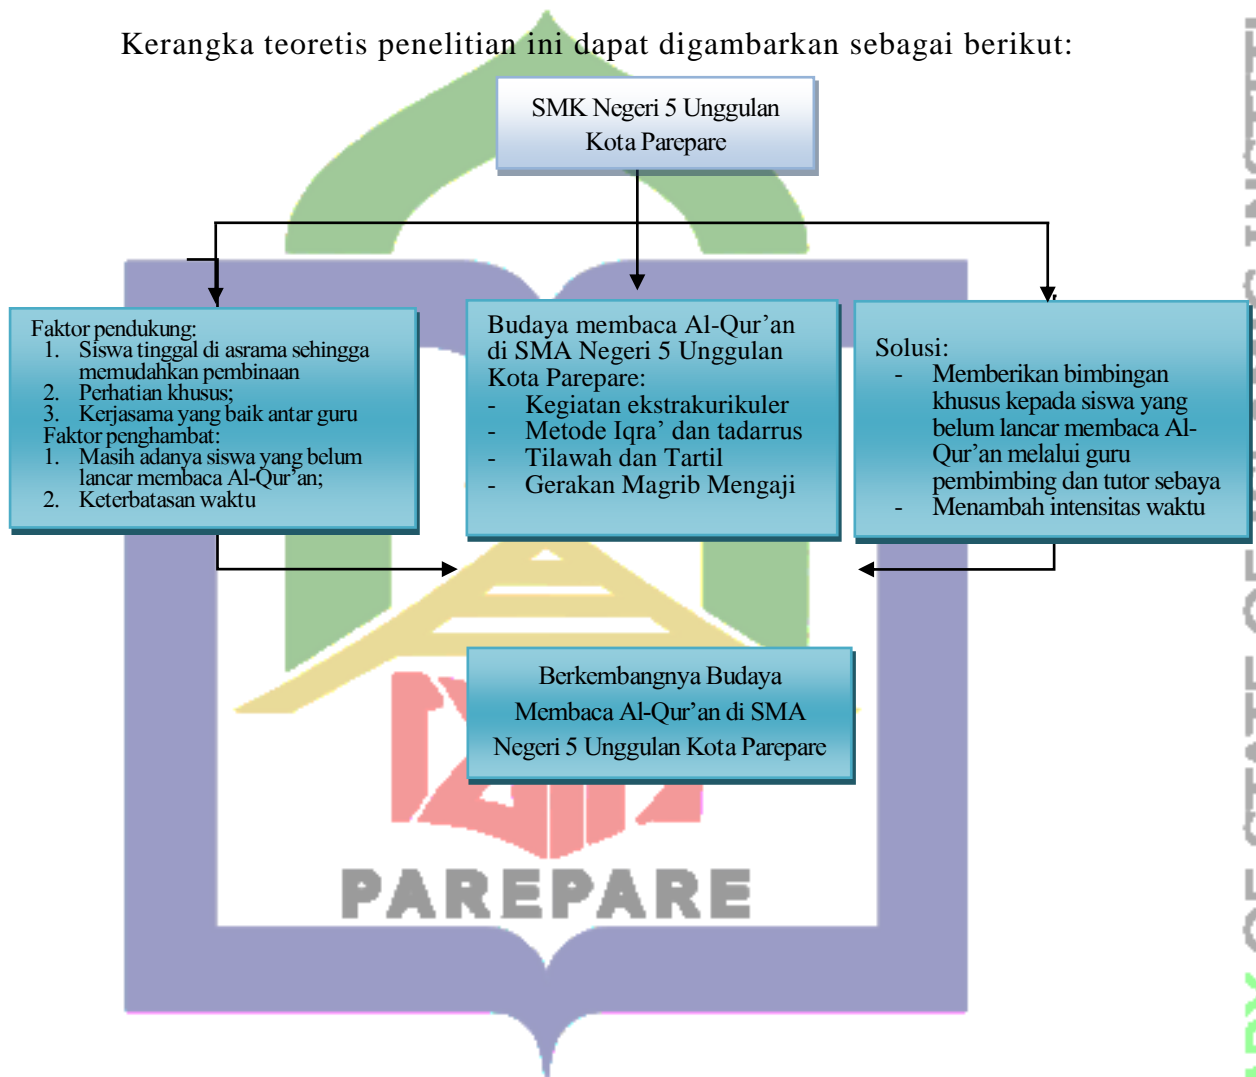 Kerangka teoretis penelitian ini dapat digambarkan sebagai berikut:
SMK Negeri 5 Unggulan
Kota Parepare
Faktor pendukung:
1. Siswa tinggal di asrama sehingga
memudahkan pembinaan
2. Perhatian khusus;
3. Kerjasama yang baik antar guru
Faktor penghambat:
1. Masih adanya siswa yang belum
lancar membaca Al-Qur’an;
2. Keterbatasan waktu
Budaya membaca Al-Qur’an
di SMA Negeri 5 Unggulan
Kota Parepare:
- Kegiatan ekstrakurikuler
- Metode Iqra’ dan tadarrus
- Tilawah dan Tartil
- Gerakan Magrib Mengaji
Solusi:
- Memberikan bimbingan
khusus kepada siswa yang
belum lancar membaca Al-
Qur’an melalui guru
pembimbing dan tutor sebaya
- Menambah intensitas waktu
Berkembangnya Budaya
Membaca Al-Qur’an di SMA
Negeri 5 Unggulan Kota Parepare
PAREPARE
OF STATE OF